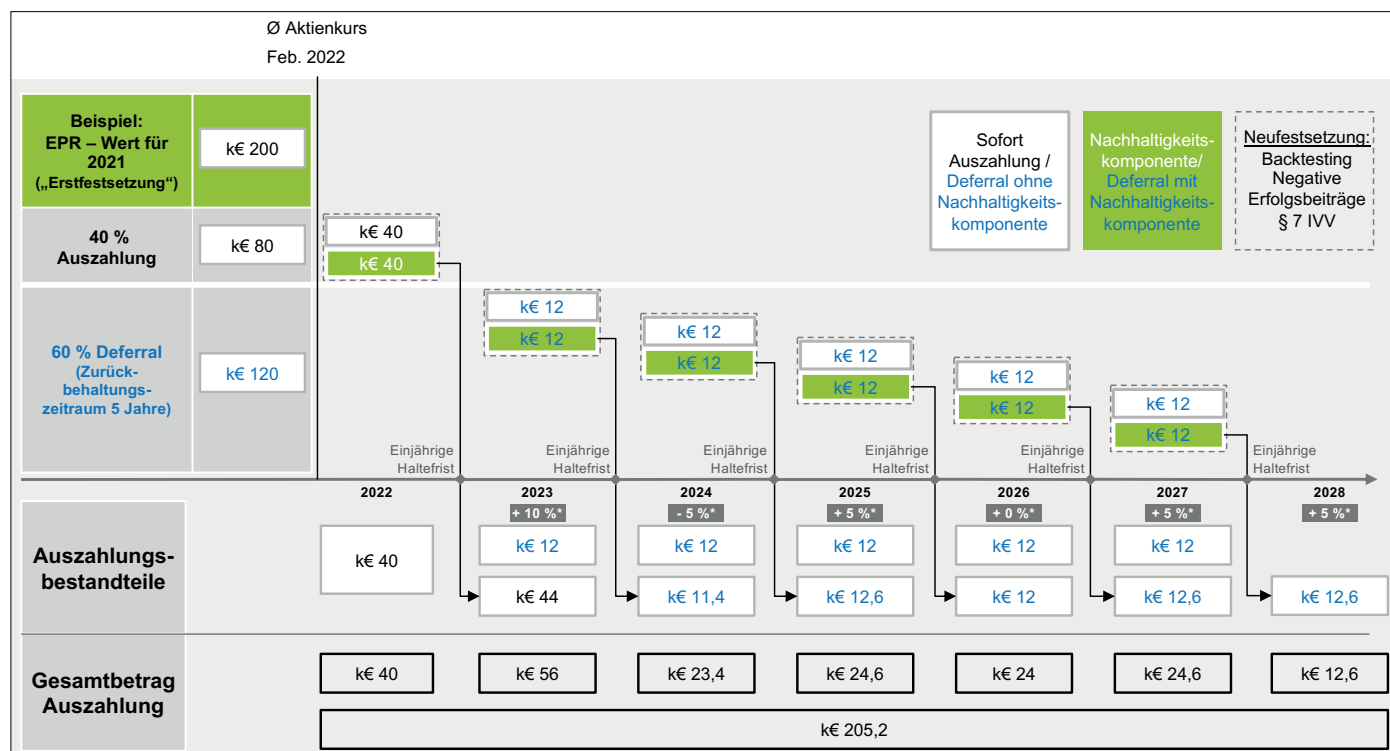 Ø Aktienkurs
Feb. 2022
Beispiel:
EPR – Wert für
2021
(„Erstfestsetzung“)
k€ 200
Sofort
Auszahlung /
Deferral ohne
Nachhaltigkeits-
komponente
Nachhaltigkeits-
komponente/
Deferral mit
Nachhaltigkeits-
komponente
Neufestsetzung:
Backtesting
Negative
Erfolgsbeiträge
§ 7 IVV
40 %
Auszahlung
k€ 80
k€ 40
k€ 40
60 % Deferral
(Zurück-
behaltungs-
zeitraum 5 Jahre)
k€ 120
k€ 12
k€ 12
k€ 12
k€ 12
k€ 12
k€ 12
k€ 12
k€ 12
k€ 12
k€ 12
Einjährige
Haltefrist
Einjährige
Haltefrist
Einjährige
Haltefrist
Einjährige
Haltefrist
Einjährige
Haltefrist
Einjährige
Haltefrist
2022
2023
2024
2025
2026
2027
2028
+ 10 %*
- 5 %*
+ 5 %*
+ 0 %*
+ 5 %*
+ 5 %*
Auszahlungs-
bestandteile
k€ 40
k€ 12
k€ 12
k€ 12
k€ 12
k€ 12
k€ 44
k€ 11,4
k€ 12,6
k€ 12
k€ 12,6
k€ 12,6
Gesamtbetrag
Auszahlung
k€ 40
k€ 56
k€ 23,4
k€ 24,6
k€ 24
k€ 24,6
k€ 12,6
k€ 205,2